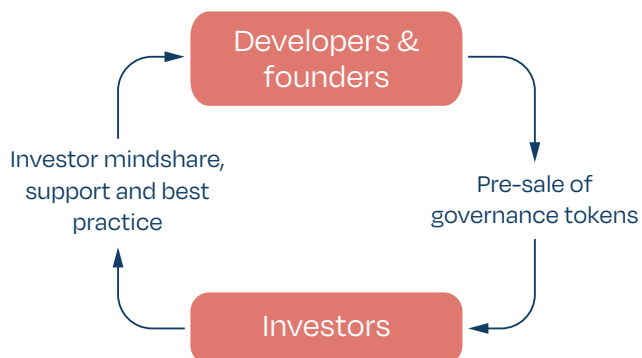 Developers &
founders
Investor mindshare,
support and best
practice
Pre-sale of
governance tokens
Investors